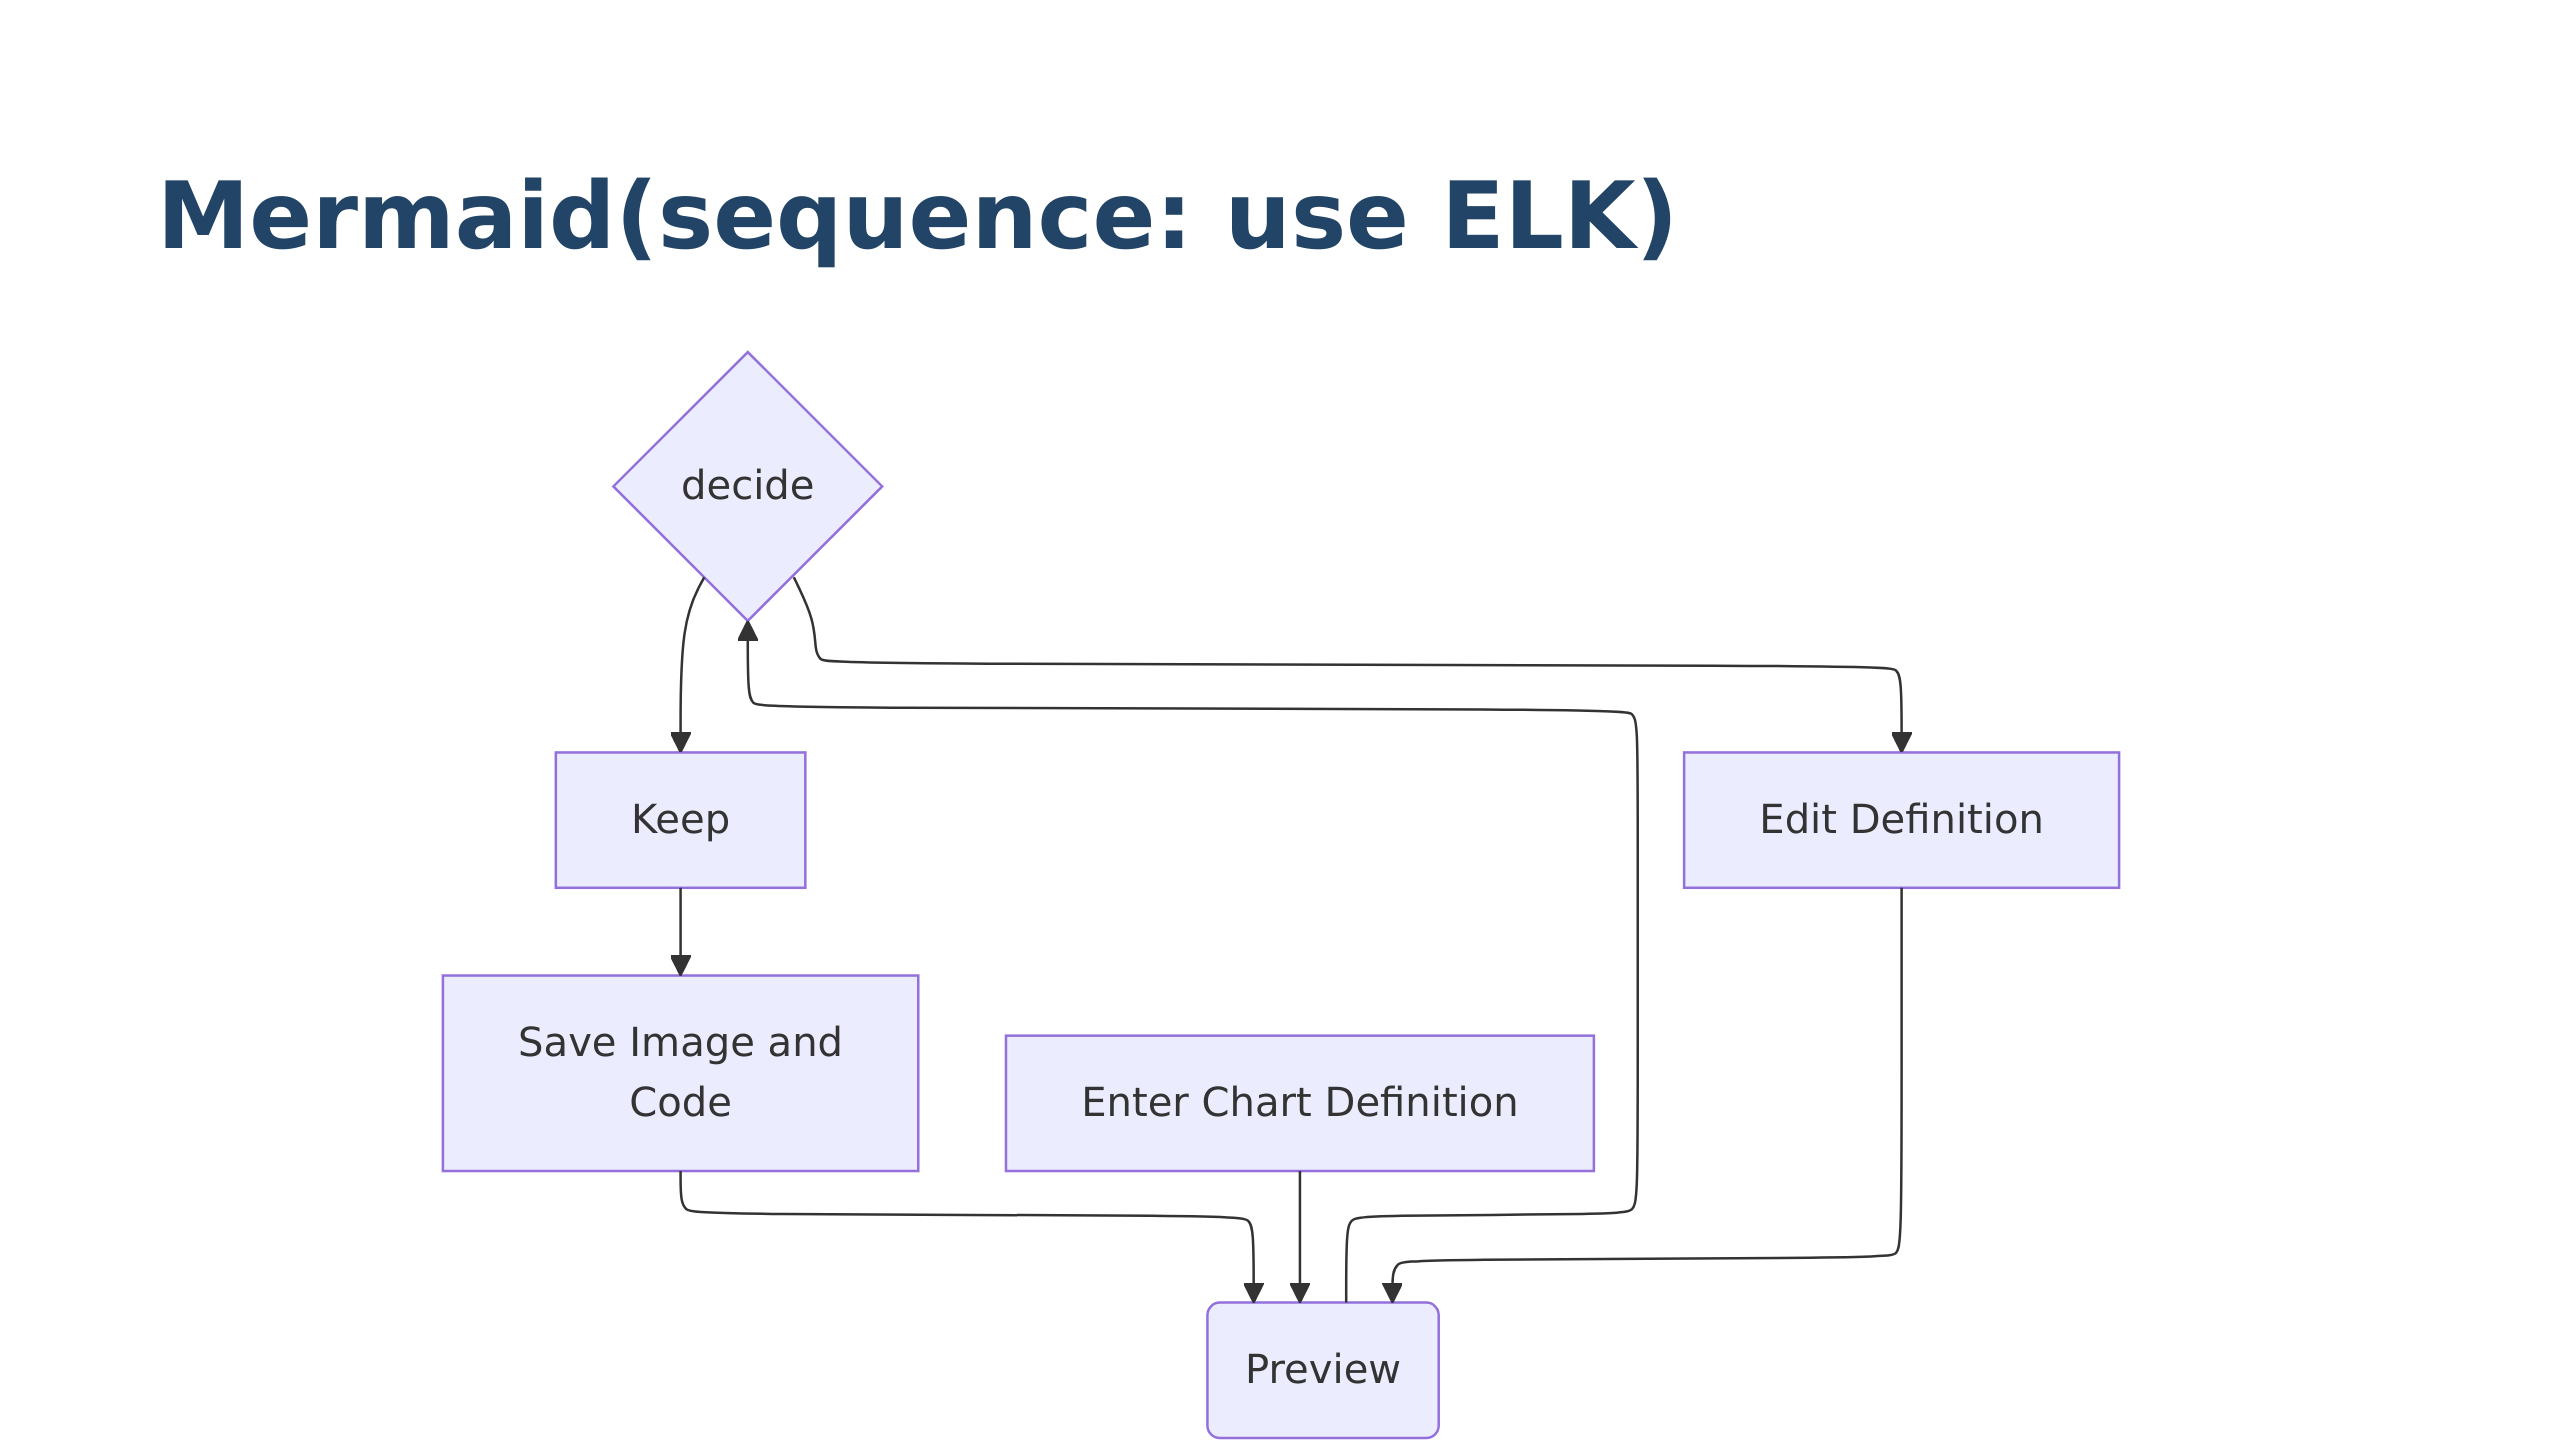 Mermaid(sequence: use ELK)
decide
Keep
Edit Definition
Save Image and
Code
Enter Chart Definition
Preview